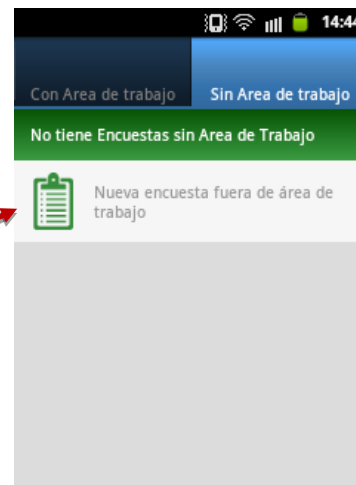 14:44
Con Area de trabajo Sin Area de trabajo
No tiene Encuestas sin Area de Trabajo
Nueva encuesta fuera de área de
trabajo